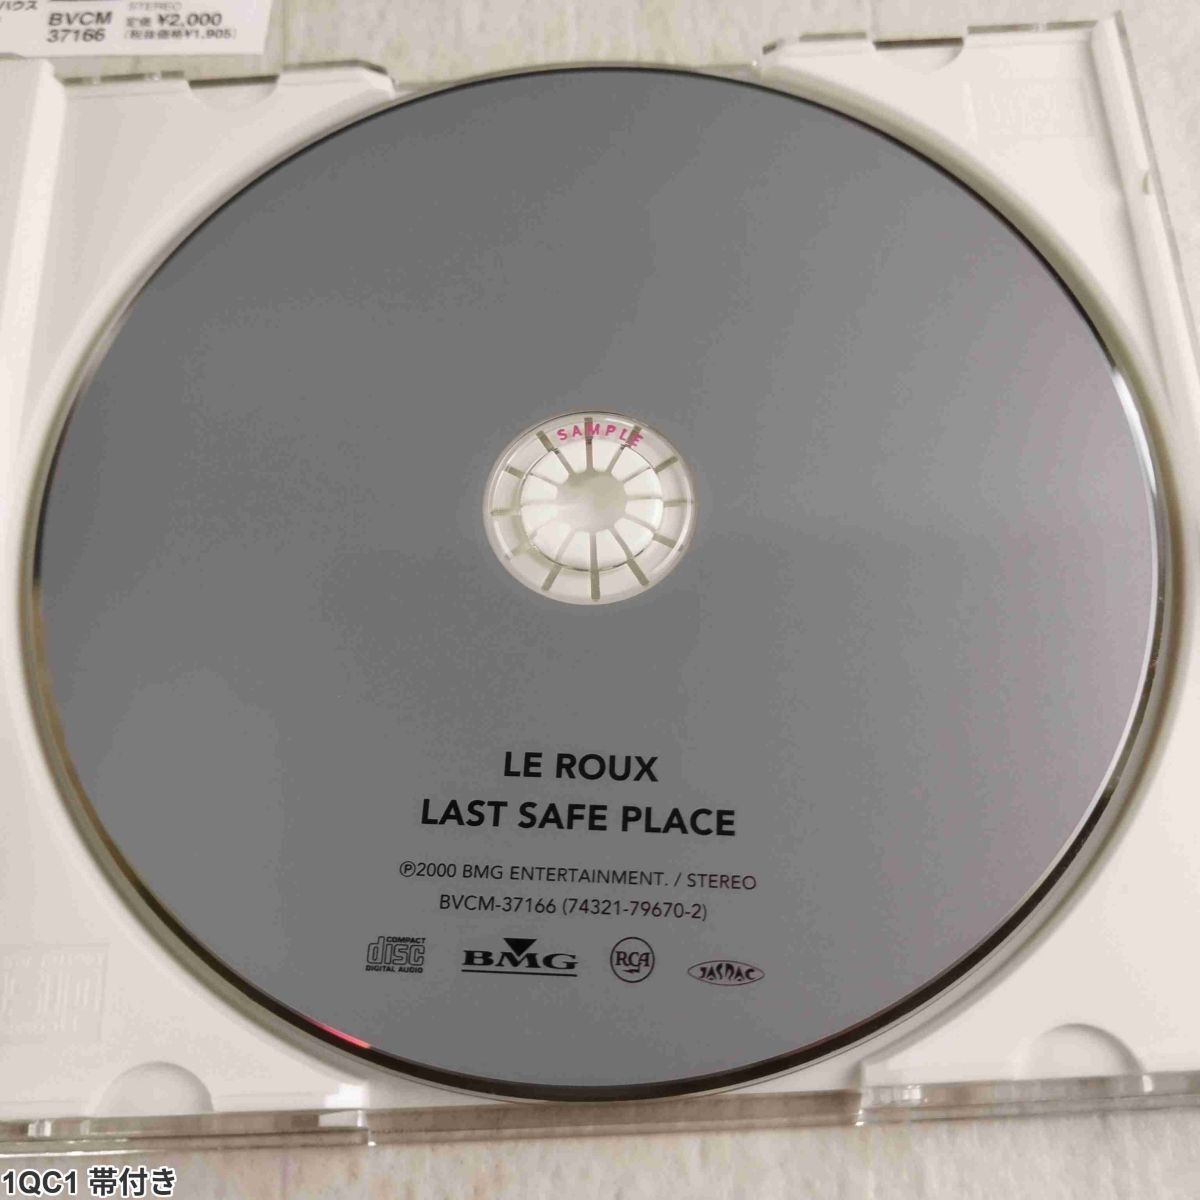 ハウス
BVCM
37166
STEREO
定価 ¥2,000
(税抜価格¥1,905)
SAMPLE
LE ROUX
LAST SAFE PLACE
Ⓟ2000 BMG ENTERTAINMENT. / STEREO
BVCM-37166 (74321-79670-2)
COMPACT
disc
DIGITAL AUDIO
BMG
RCA
JASRAC
1QC1 帯付き